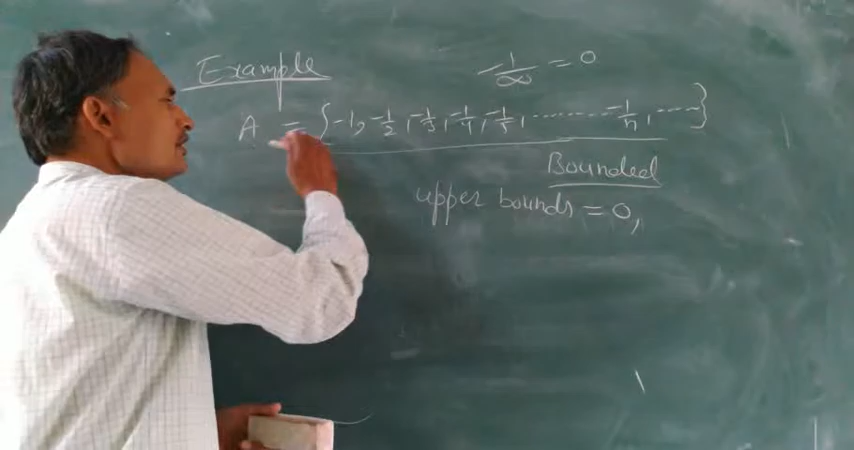 Example
-1/∞ = 0
A = {-1, -1/2, -1/3, -1/4, -1/5, ........ -1/n, ....}
Bounded
upper bounds = 0,